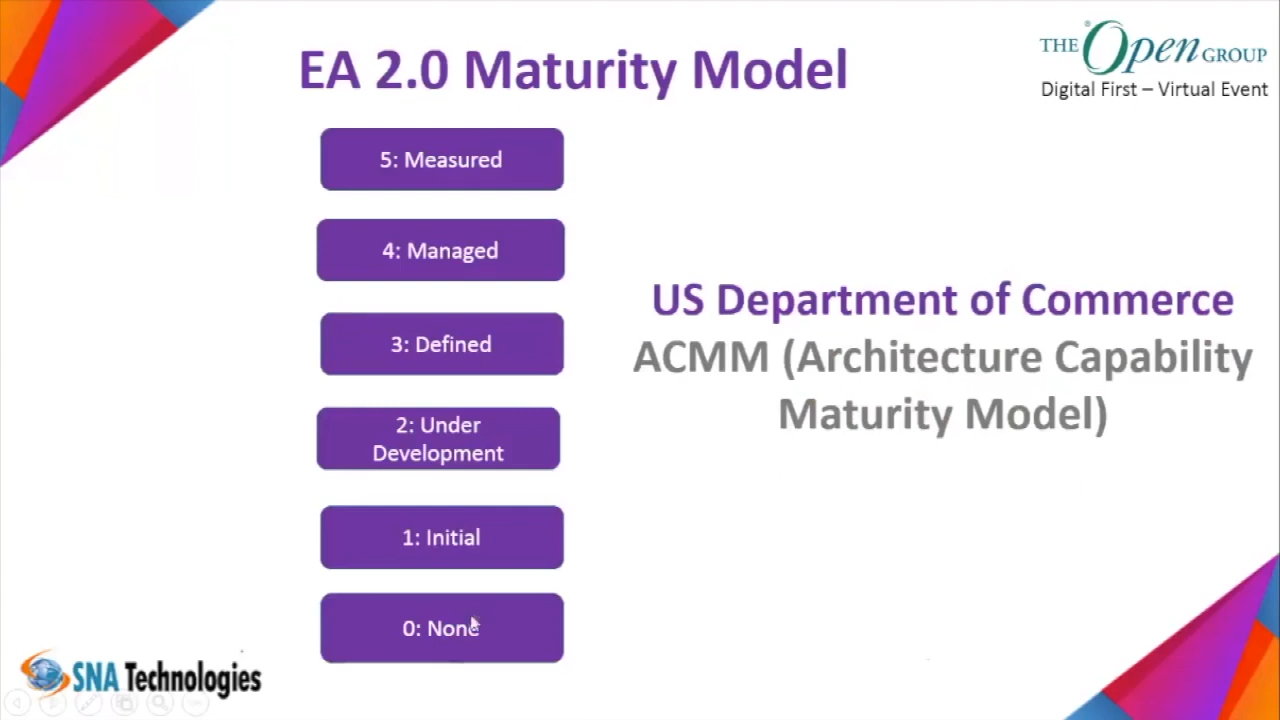 EA 2.0 Maturity Model
THE Open GROUP
Digital First – Virtual Event
5: Measured
4: Managed
3: Defined
2: Under
Development
1: Initial
0: None
US Department of Commerce
ACMM (Architecture Capability
Maturity Model)
SNA Technologies